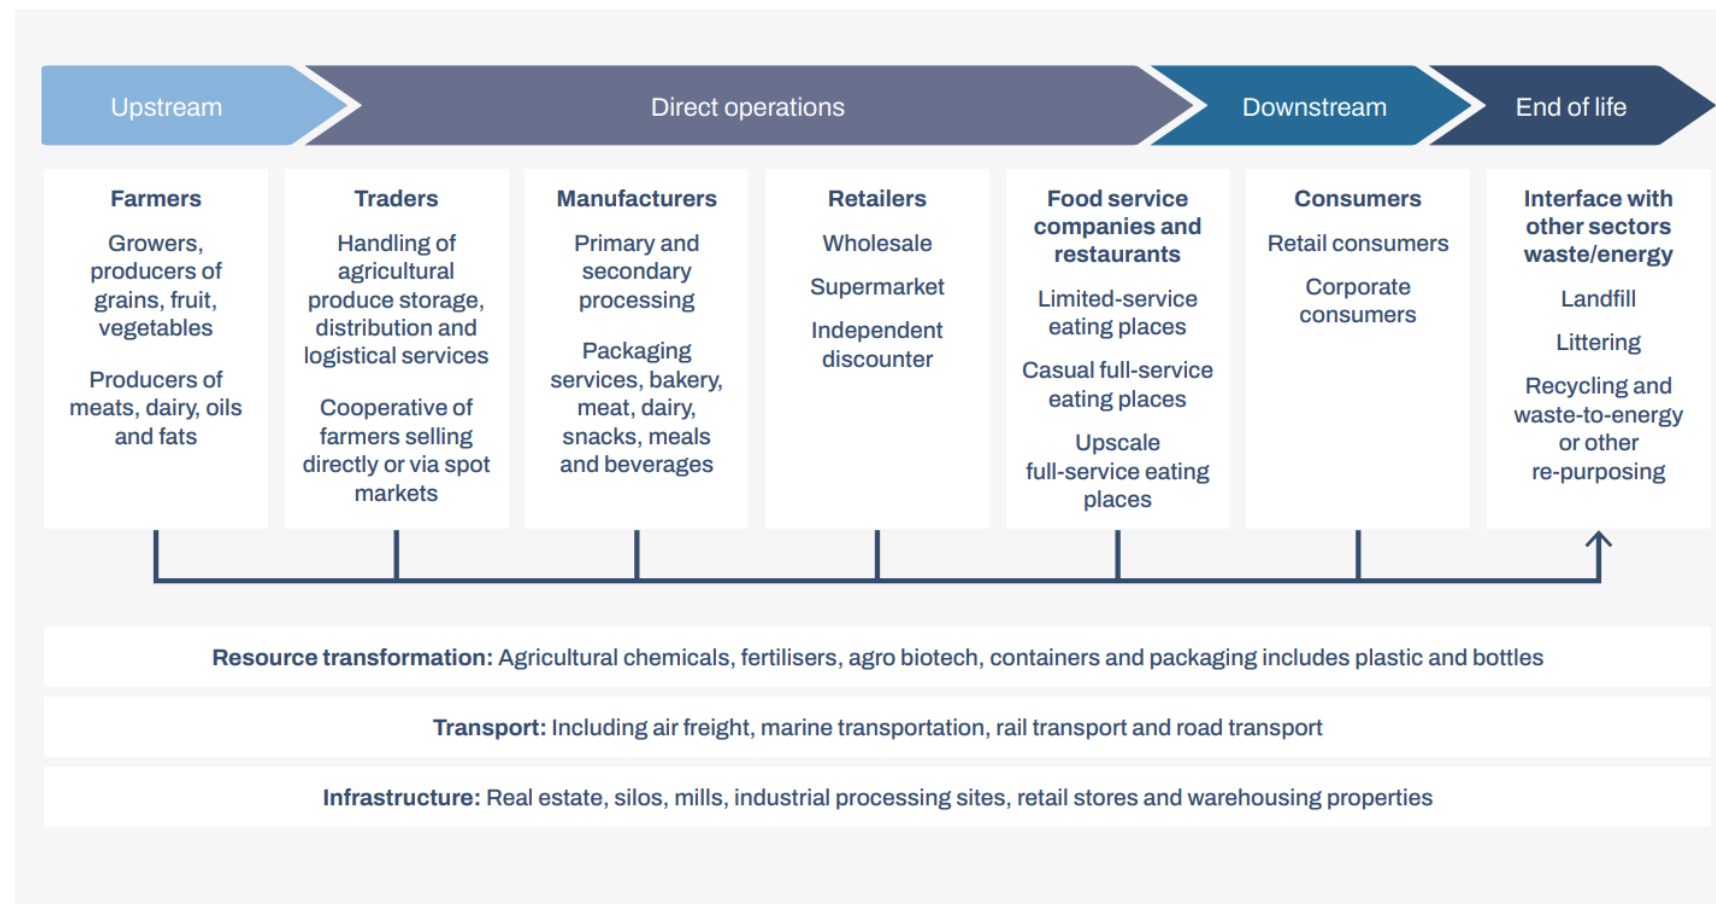 Upstream
Direct operations
Downstream
End of life
Farmers
Growers,
producers of
grains, fruit,
vegetables
Producers of
meats, dairy, oils
and fats
Traders
Handling of
agricultural
produce storage,
distribution and
logistical services
Cooperative of
farmers selling
directly or via spot
markets
Manufacturers
Primary and
secondary
processing
Packaging
services, bakery,
meat, dairy,
snacks, meals
and beverages
Retailers
Wholesale
Supermarket
Independent
discounter
Food service
companies and
restaurants
Limited-service
eating places
Casual full-service
eating places
Upscale
full-service eating
places
Consumers
Retail consumers
Corporate
consumers
Interface with
other sectors
waste/energy
Landfill
Littering
Recycling and
waste-to-energy
or other
re-purposing
Resource transformation: Agricultural chemicals, fertilisers, agro biotech, containers and packaging includes plastic and bottles
Transport: Including air freight, marine transportation, rail transport and road transport
Infrastructure: Real estate, silos, mills, industrial processing sites, retail stores and warehousing properties